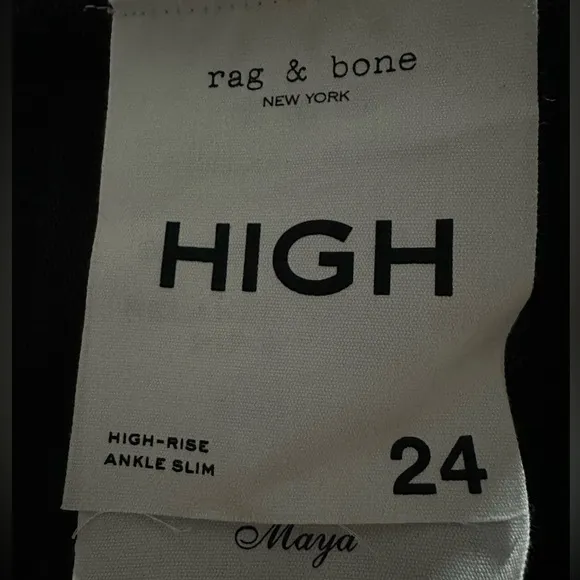 rag & bone
NEW YORK
HIGH
HIGH-RISE
ANKLE SLIM
24
Maya